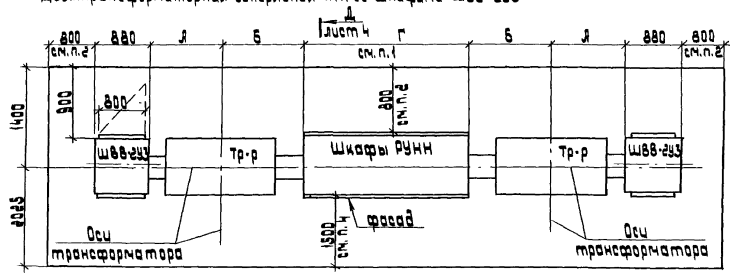 Д
лист 4
800
880
Л
Б
Г
Б
Л
880
800
см.п.2
см.п.1
см.п.2
1400
900
800
800
см.п.2
ШВВ-2УЗ
Тр-р
Шкафы РУНН
Тр-р
ШВВ-2УЗ
2025
1500
см.п.4
фасад
Оси
трансформатора
Оси
трансформатора